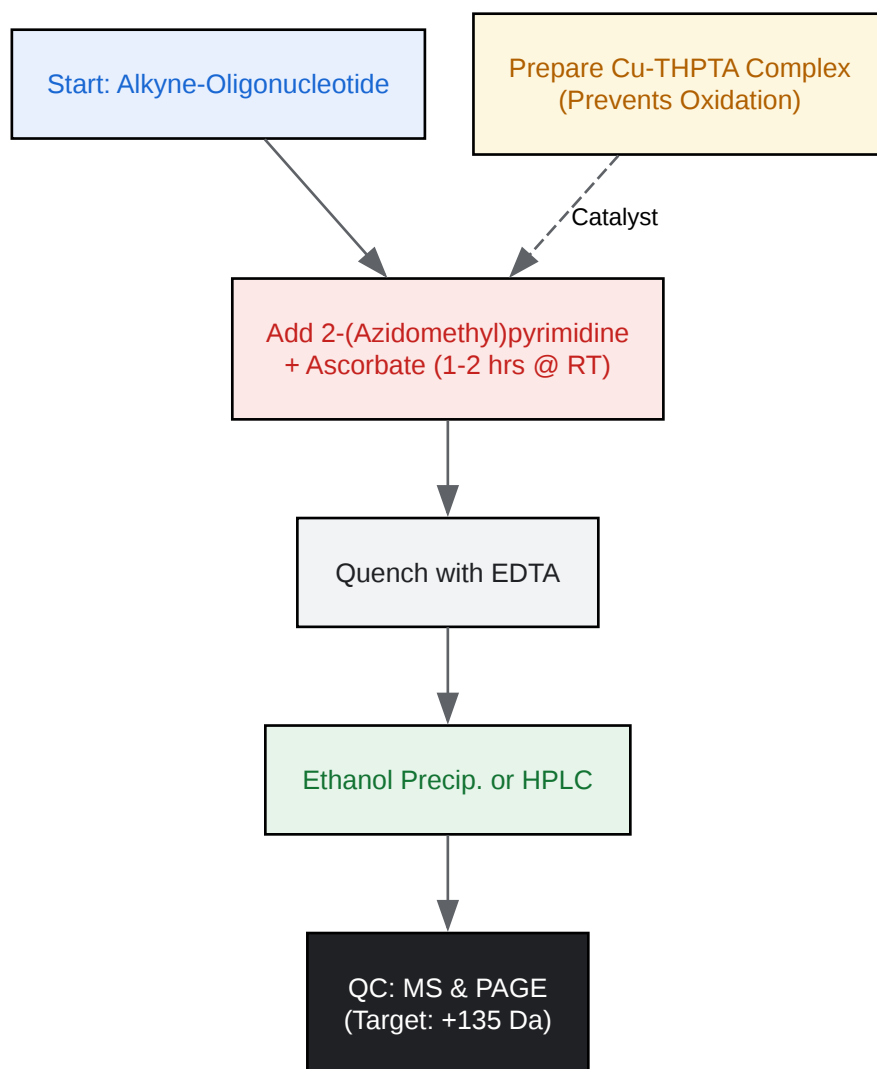 Start: Alkyne-Oligonucleotide
Prepare Cu-THPTA Complex
(Prevents Oxidation)
Catalyst
Add 2-(Azidomethyl)pyrimidine
+ Ascorbate (1-2 hrs @ RT)
Quench with EDTA
Ethanol Precip. or HPLC
QC: MS & PAGE
(Target: +135 Da)